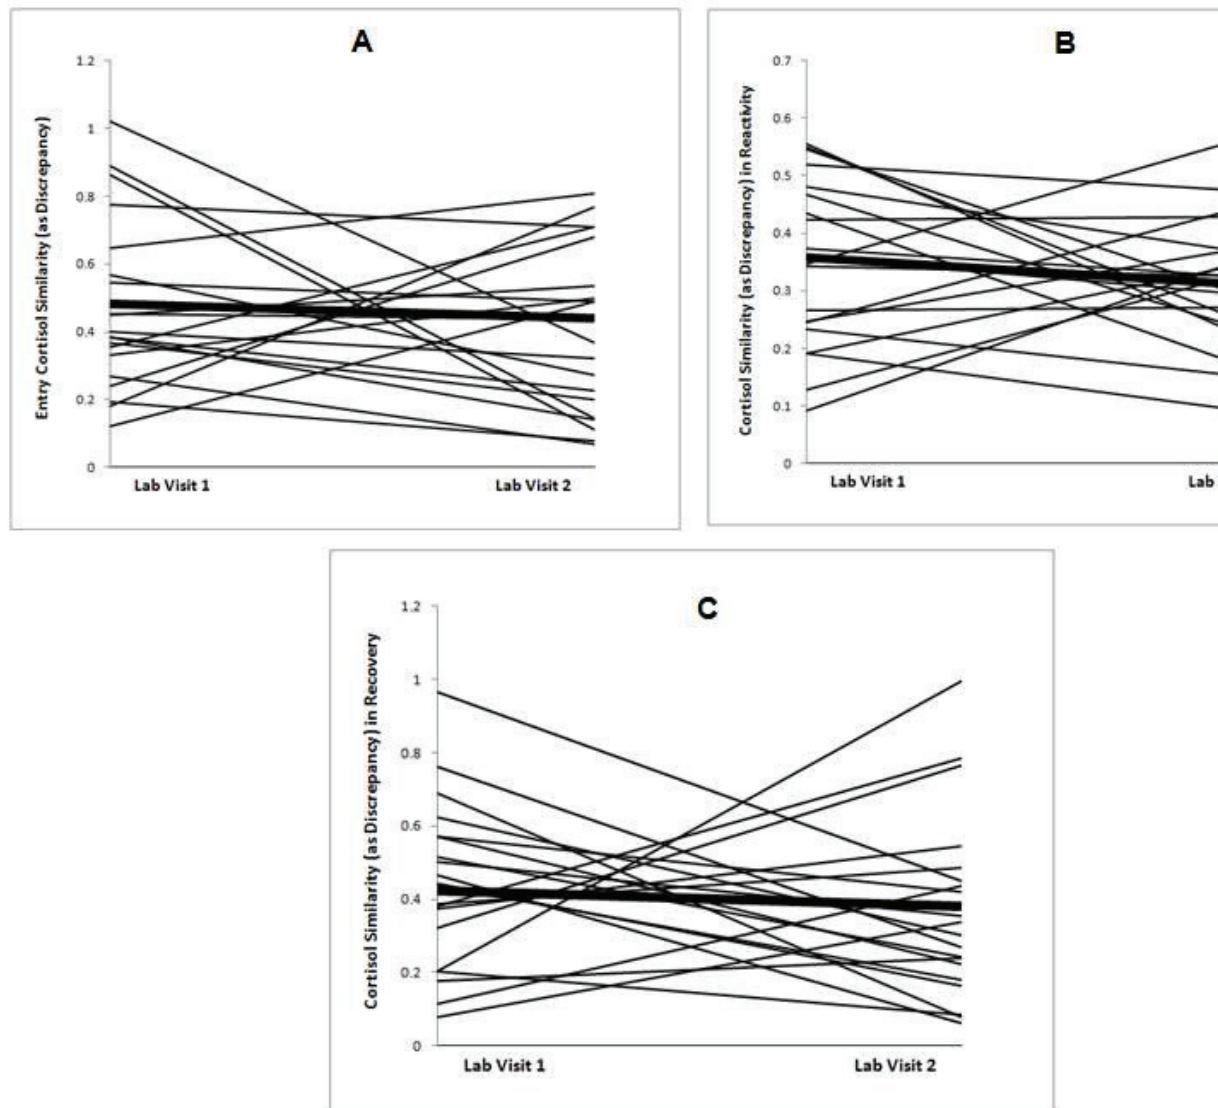 A
Entry Cortisol Similarity (as Discrepancy)
1.2
1
0.8
0.6
0.4
0.2
0
Lab Visit 1
Lab Visit 2
B
Cortisol Similarity (as Discrepancy) in Reactivity
0.7
0.6
0.5
0.4
0.3
0.2
0.1
0
Lab Visit 1
Lab
C
Cortisol Similarity (as Discrepancy) in Recovery
1.2
1
0.8
0.6
0.4
0.2
0
Lab Visit 1
Lab Visit 2